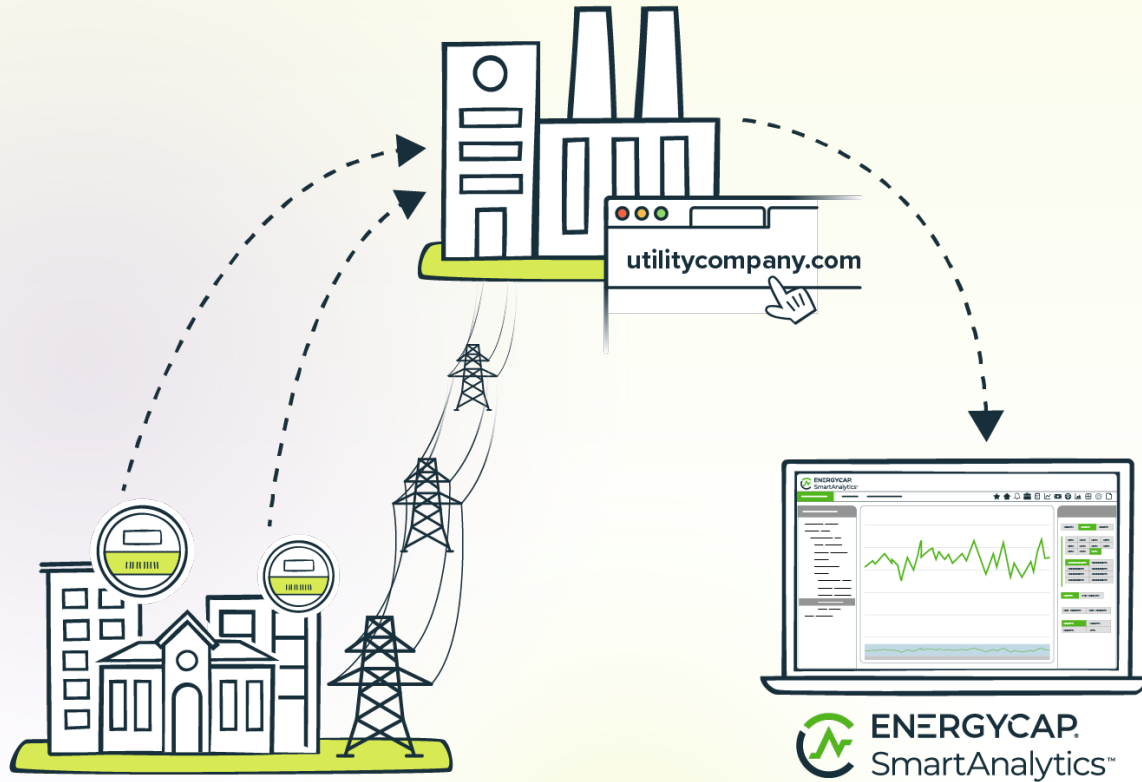 utilitycompany.com
ENERGYCAP.
SmartAnalytics
ENERGYCAP.
SmartAnalytics™